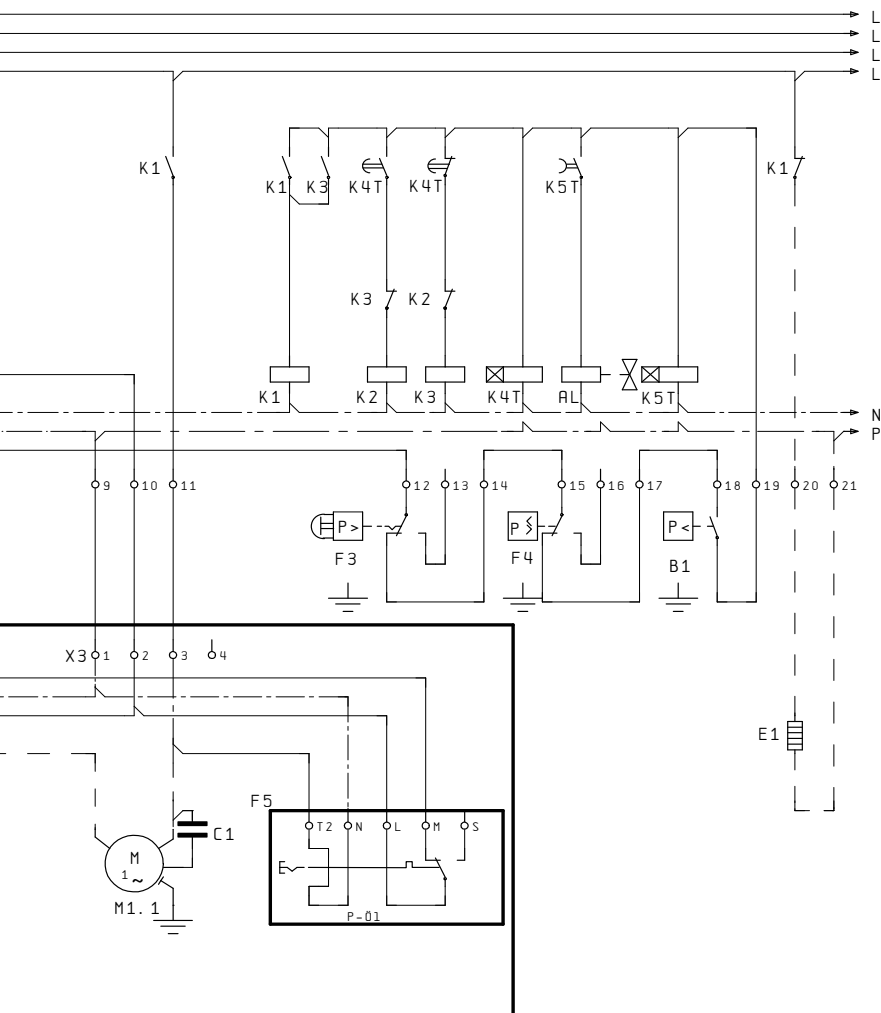 L
L
L
L
K1
K1 K3 K4T K4T K5T K1
K3 K2
K1 K2 K3 K4T AL K5T
N
P
9 10 11 12 13 14 15 16 17 18 19 20 21
P> P P<
F3 F4 B1
X3 1 2 3 4
E1
F5
T2 N L M S
C1
M
1~
M1.1
P-Öl